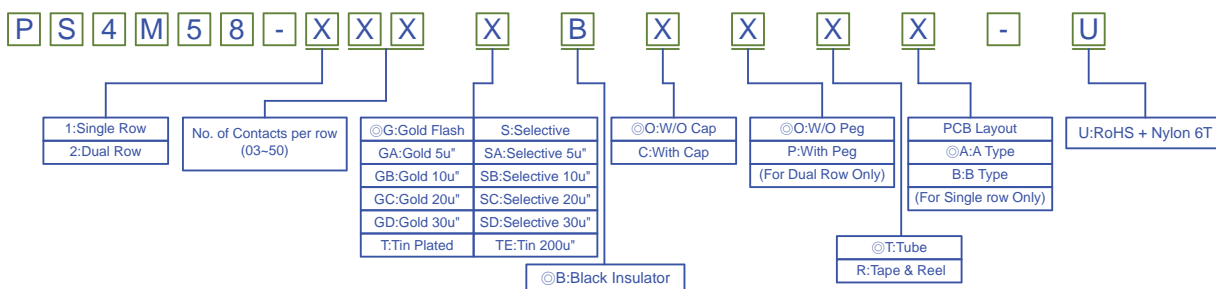 PS4M58-XXX X B X X X X - U
1:Single Row
2:Dual Row
No. of Contacts per row
(03~50)
◎G:Gold Flash S:Selective
GA:Gold 5u" SA:Selective 5u"
GB:Gold 10u" SB:Selective 10u"
GC:Gold 20u" SC:Selective 20u"
GD:Gold 30u" SD:Selective 30u"
T:Tin Plated TE:Tin 200u"
◎B:Black Insulator
◎O:W/O Cap
C:With Cap
◎O:W/O Peg
P:With Peg
(For Dual Row Only)
◎T:Tube
R:Tape & Reel
PCB Layout
◎A:A Type
B:B Type
(For Single row Only)
U:RoHS + Nylon 6T